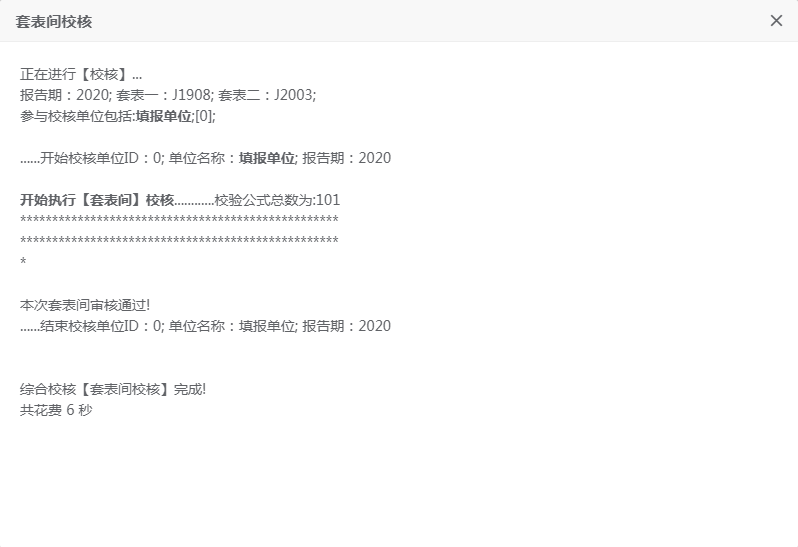 套表间校核
正在进行【校核】...
报告期：2020; 套表一：J1908; 套表二：J2003;
参与校核单位包括:填报单位;[0];
......开始校核单位ID：0; 单位名称：填报单位; 报告期：2020
开始执行【套表间】校核............校验公式总数为:101
**************************************************
**************************************************
*
本次套表间审核通过!
......结束校核单位ID：0; 单位名称：填报单位; 报告期：2020
综合校核【套表间校核】完成!
共花费 6 秒